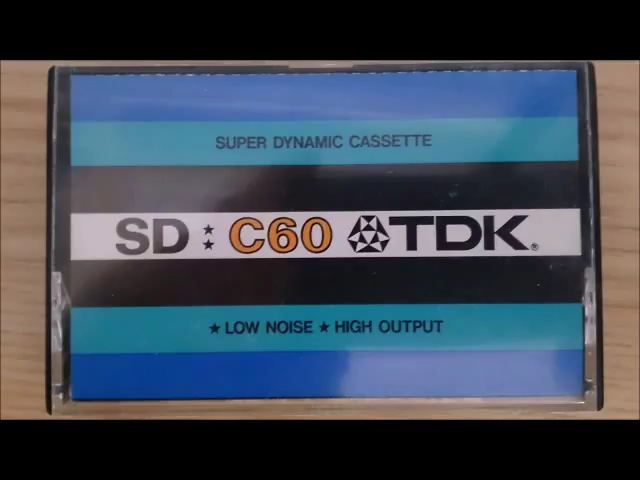 SUPER DYNAMIC CASSETTE
SD: C60 TDK®
★ LOW NOISE ★ HIGH OUTPUT